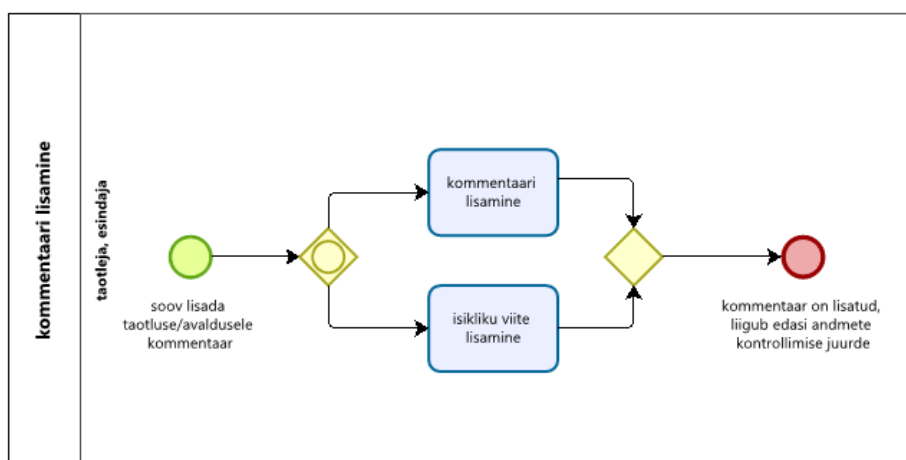 kommentaari lisamine
taotleja, esindaja
soov lisada
taotluse/avaldusele
kommentaar
kommentaari
lisamine
isikliku viite
lisamine
kommentaar on lisatud,
liigub edasi andmete
kontrollimise juurde